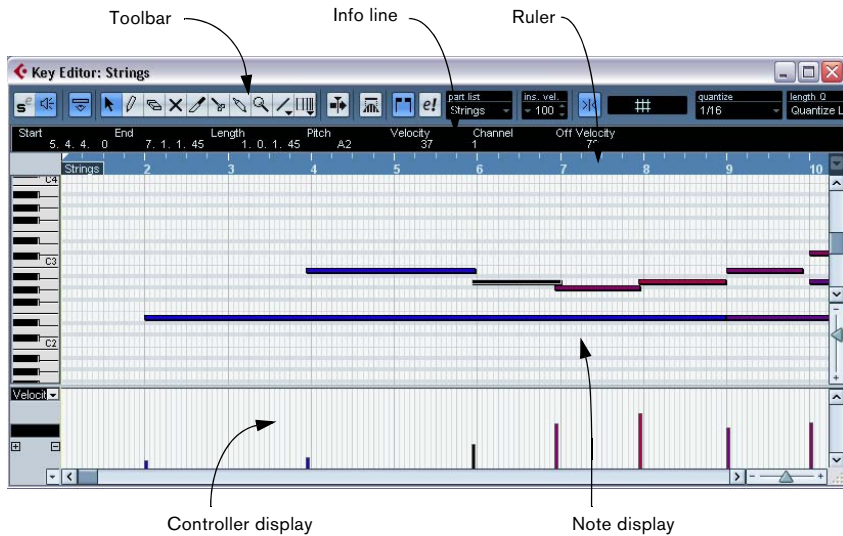 Toolbar Info line Ruler
Key Editor: Strings
part list ins. vel. quantize length Q
Strings 100 1/16 Quantize L
Start End Length Pitch Velocity Channel Off Velocity
5. 4. 4. 0 7. 1. 1. 45 1. 0. 1. 45 A2 37 1
Strings 2 3 4 5 6 7 8 9 10
C4
C3
C2
Velocit
Controller display Note display